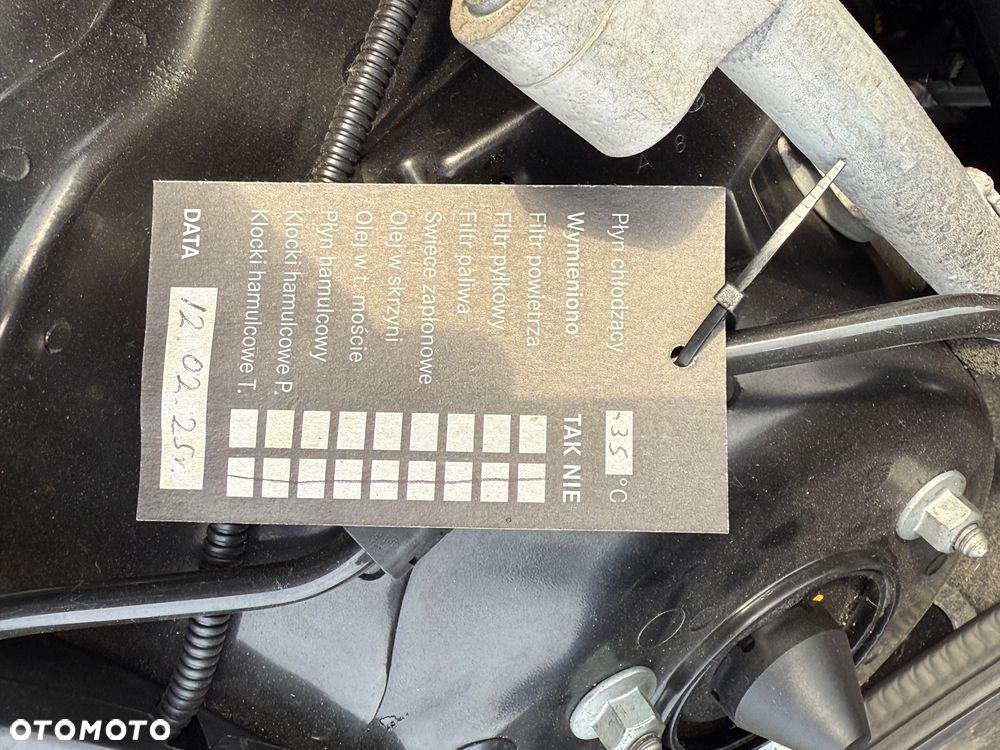 Płyn chłodzący -35 °C
Wymieniono TAK NIE
Filtr powietrza
Filtr pyłkowy
Filtr paliwa
Świece zapłonowe
Olej w skrzyni
Olej w t. moście
Płyn hamulcowy
Klocki hamulcowe P.
Klocki hamulcowe T.
DATA 12.02.25r.
OTOMOTO